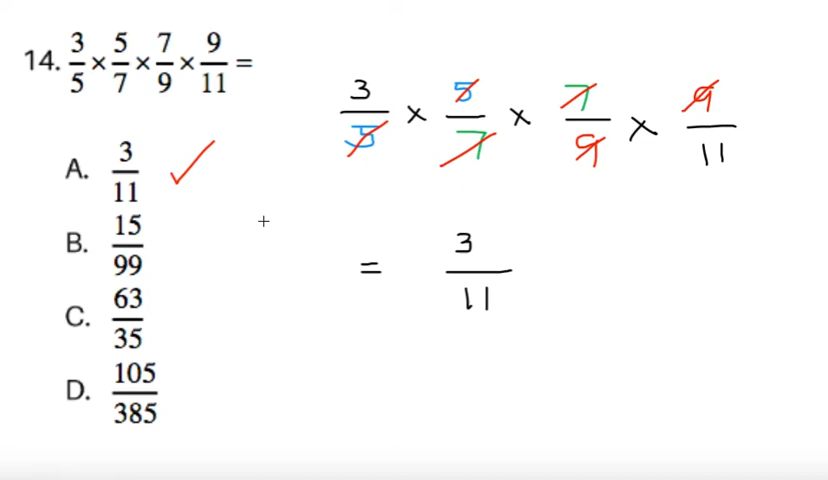 14. 3/5 × 5/7 × 7/9 × 9/11 =
3/5 × 5/7 × 7/9 × 9/11
A. 3/11
B. 15/99
= 3/11
C. 63/35
D. 105/385